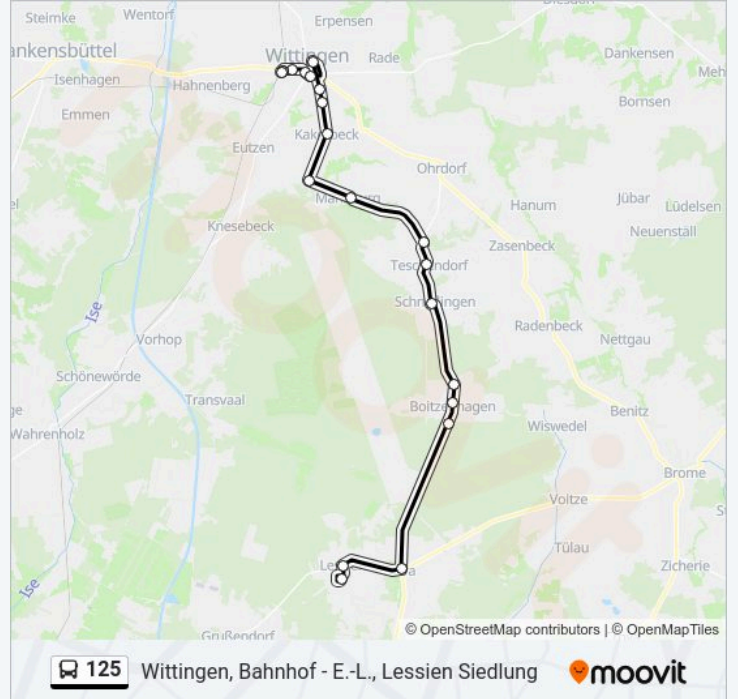 Steimke
Wentorf
Erpensen
Wittingen
Rade
Dankensen
ankensbüttel
Isenhagen
Hahnenberg
Emmen
Bornsen
Eutzen
Ohrdorf
Hanum
Jübar
Lüdelsen
Knesebeck
Neuenstall
Zasenbeck
Ise
Radenbeck
Vorhop
Nettgau
Schönewörde
Transvaal
Benitz
Wiswedel
Wahrenholz
Brome
Voitze
Tülau
Zicherie
Ise
Grußendorf
© OpenStreetMap contributors | © OpenMapTiles
125 Wittingen, Bahnhof - E.-L., Lessien Siedlung moovit